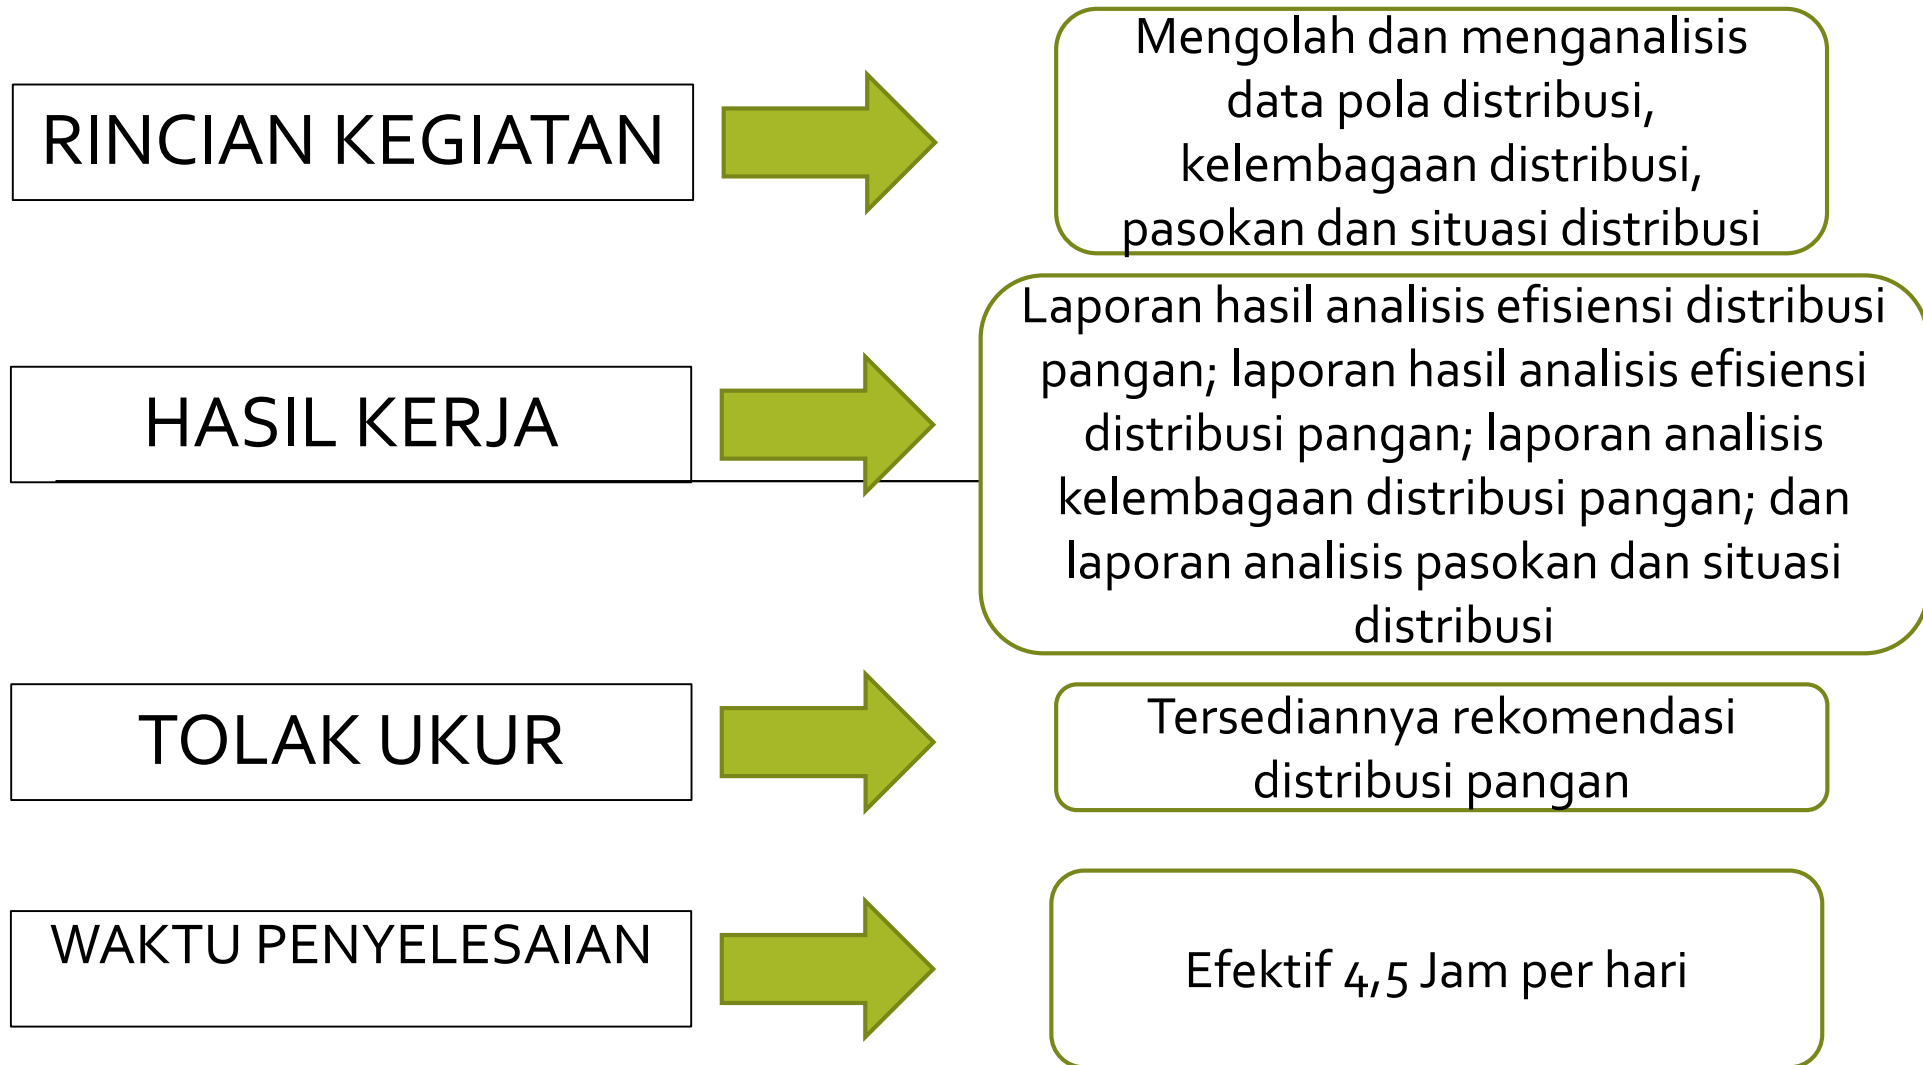 RINCIAN KEGIATAN
Mengolah dan menganalisis
data pola distribusi,
kelembagaan distribusi,
pasokan dan situasi distribusi
HASIL KERJA
Laporan hasil analisis efisiensi distribusi
pangan; laporan hasil analisis efisiensi
distribusi pangan; laporan analisis
kelembagaan distribusi pangan; dan
laporan analisis pasokan dan situasi
distribusi
TOLAK UKUR
Tersediannya rekomendasi
distribusi pangan
WAKTU PENYELESAIAN
Efektif 4,5 Jam per hari